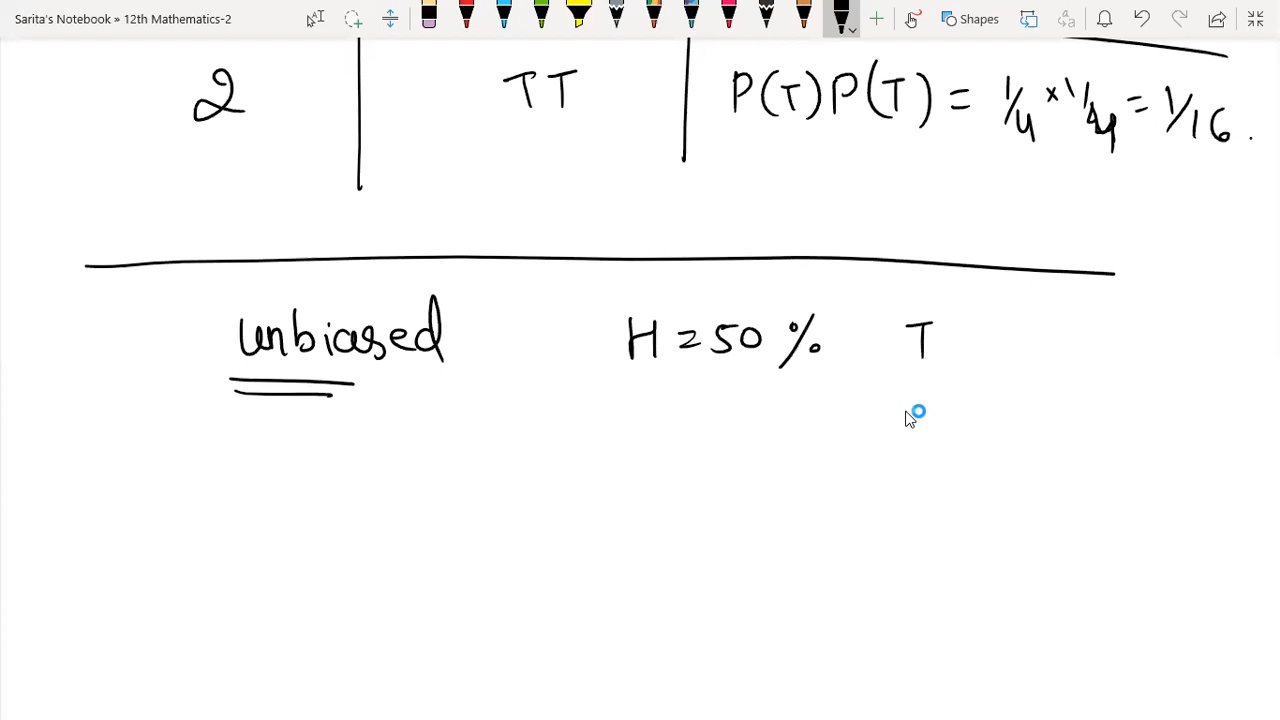 Sarita's Notebook » 12th Mathematics-2 Shapes
2 TT P(T)P(T) = 1/4 × 1/4 = 1/16.
unbiased H = 50 % T